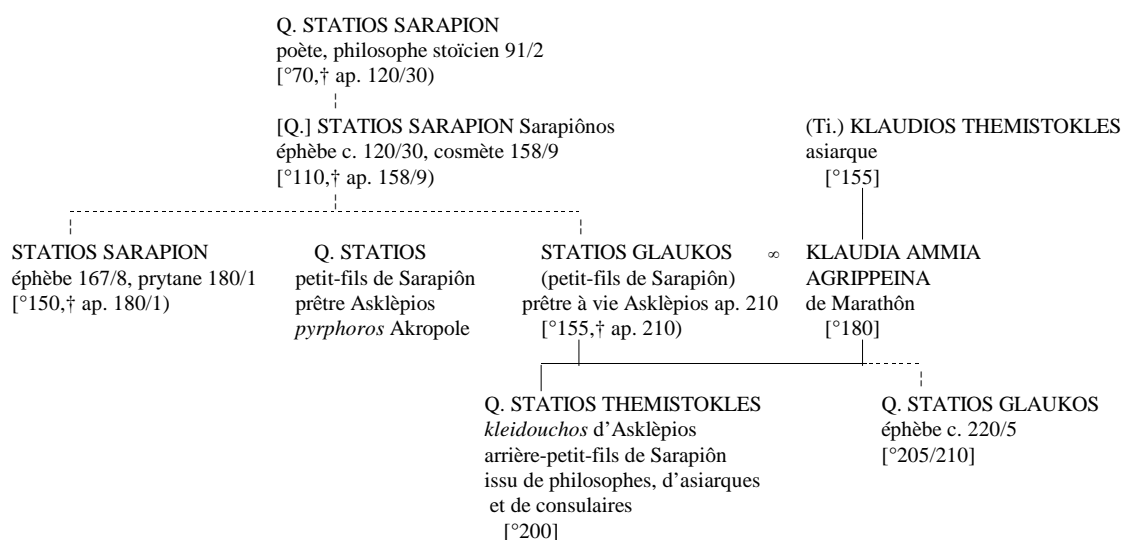 Q. STATIOS SARAPION
poète, philosophe stoïcien 91/2
[°70,† ap. 120/30)
[Q.] STATIOS SARAPION Sarapiônos
éphèbe c. 120/30, cosmète 158/9
[°110,† ap. 158/9)
(Ti.) KLAUDIOS THEMISTOKLES
asiarque
[°155]
STATIOS SARAPION
éphèbe 167/8, prytane 180/1
[°150,† ap. 180/1)
Q. STATIOS
petit-fils de Sarapiôn
prêtre Asklèpios
pyrphoros Akropole
STATIOS GLAUKOS
(petit-fils de Sarapiôn)
prêtre à vie Asklèpios ap. 210
[°155,† ap. 210)
∞
KLAUDIA AMMIA
AGRIPPEINA
de Marathôn
[°180]
Q. STATIOS THEMISTOKLES
kleidouchos d’Asklèpios
arrière-petit-fils de Sarapiôn
issu de philosophes, d’asiarques
et de consulaires
[°200]
Q. STATIOS GLAUKOS
éphèbe c. 220/5
[°205/210]